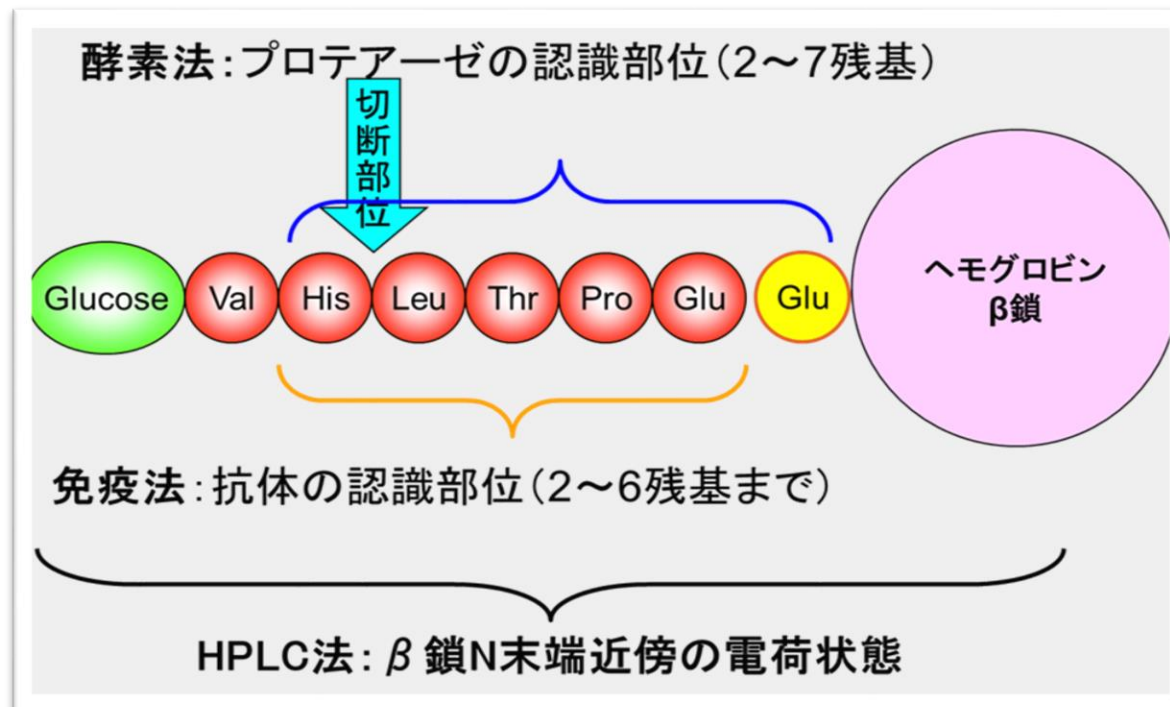 酵素法：プロテアーゼの認識部位（2～7残基）
切断部位
Glucose Val His Leu Thr Pro Glu Glu
ヘモグロビン
β鎖
免疫法：抗体の認識部位（2～6残基まで）
HPLC法：β鎖N末端近傍の電荷状態